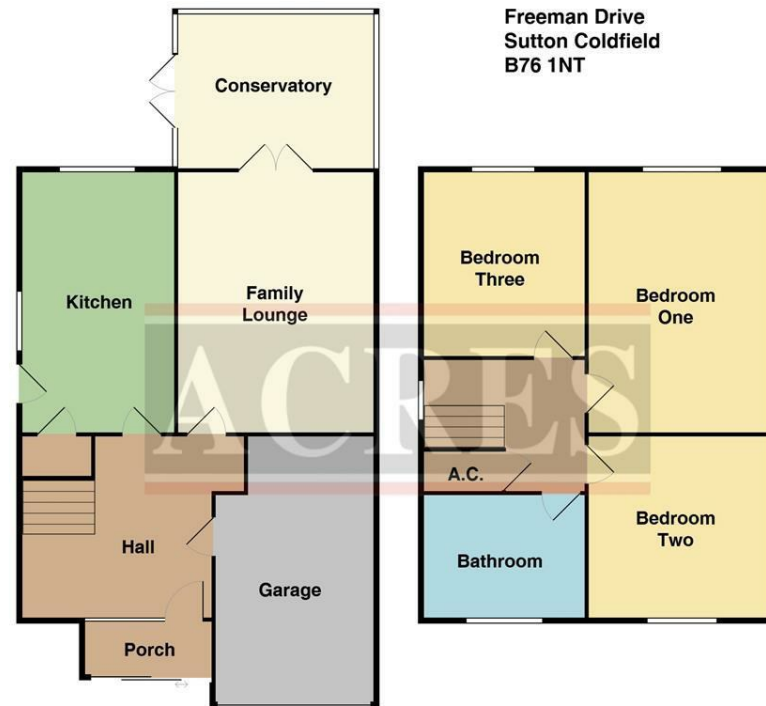 Freeman Drive
Sutton Coldfield
B76 1NT
Conservatory
Kitchen
Family
Lounge
Hall
Garage
Porch
Bedroom
Three
Bedroom
One
A.C.
Bathroom
Bedroom
Two
ACRES